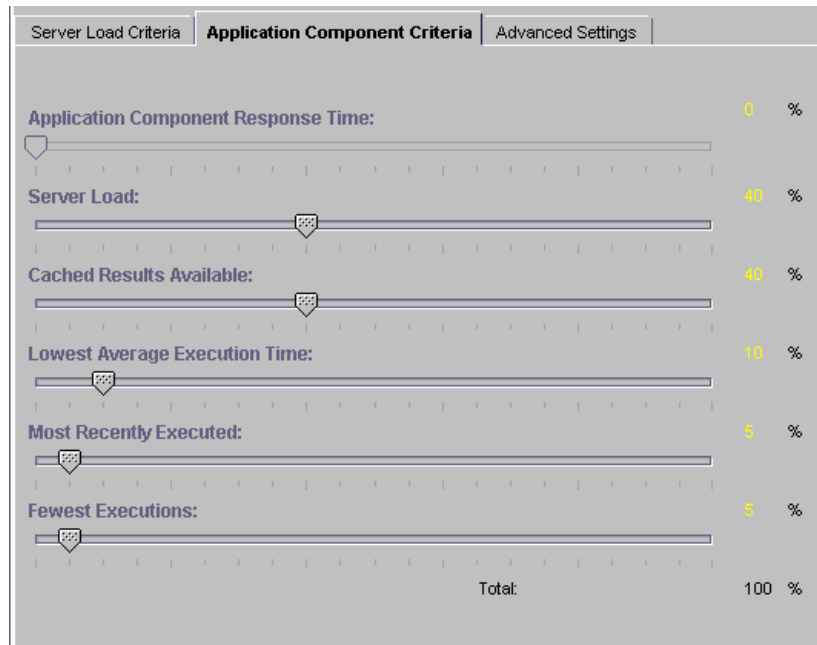 Server Load Criteria Application Component Criteria Advanced Settings
Application Component Response Time: 0 %
Server Load: 40 %
Cached Results Available: 40 %
Lowest Average Execution Time: 10 %
Most Recently Executed: 5 %
Fewest Executions: 5 %
Total: 100 %